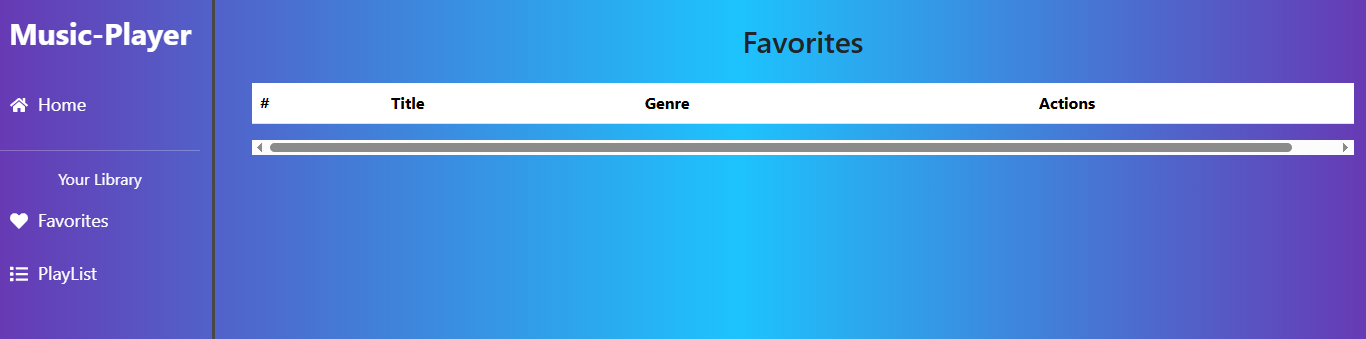 Music-Player
Home
Your Library
Favorites
PlayList
Favorites
# Title Genre Actions